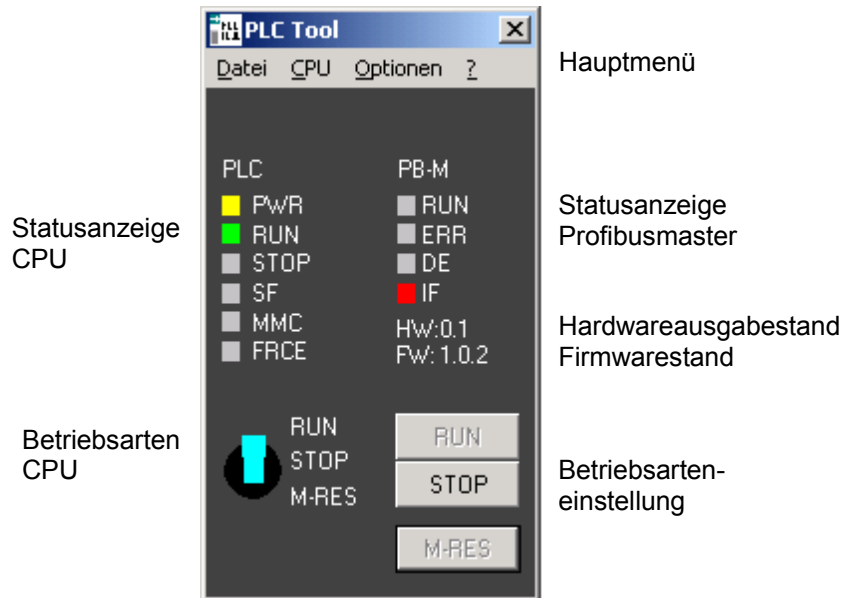 PLC Tool
Datei CPU Optionen ?
Hauptmenü
PLC
PWR
RUN
STOP
SF
MMC
FRCE
PB-M
RUN
ERR
DE
IF
HW:0.1
FW: 1.0.2
Statusanzeige
CPU
Statusanzeige
Profibusmaster
Hardwareausgabestand
Firmwarestand
Betriebsarten
CPU
RUN
STOP
M-RES
RUN
STOP
M-RES
Betriebsarten-
einstellung